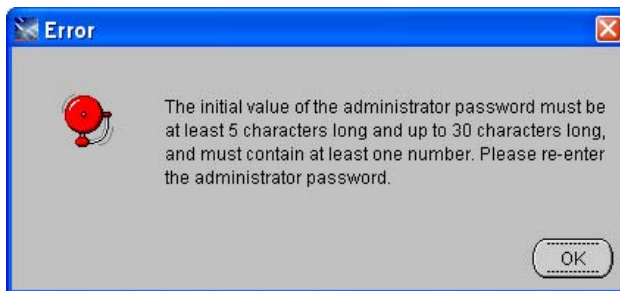 Error
The initial value of the administrator password must be
at least 5 characters long and up to 30 characters long,
and must contain at least one number. Please re-enter
the administrator password.
OK